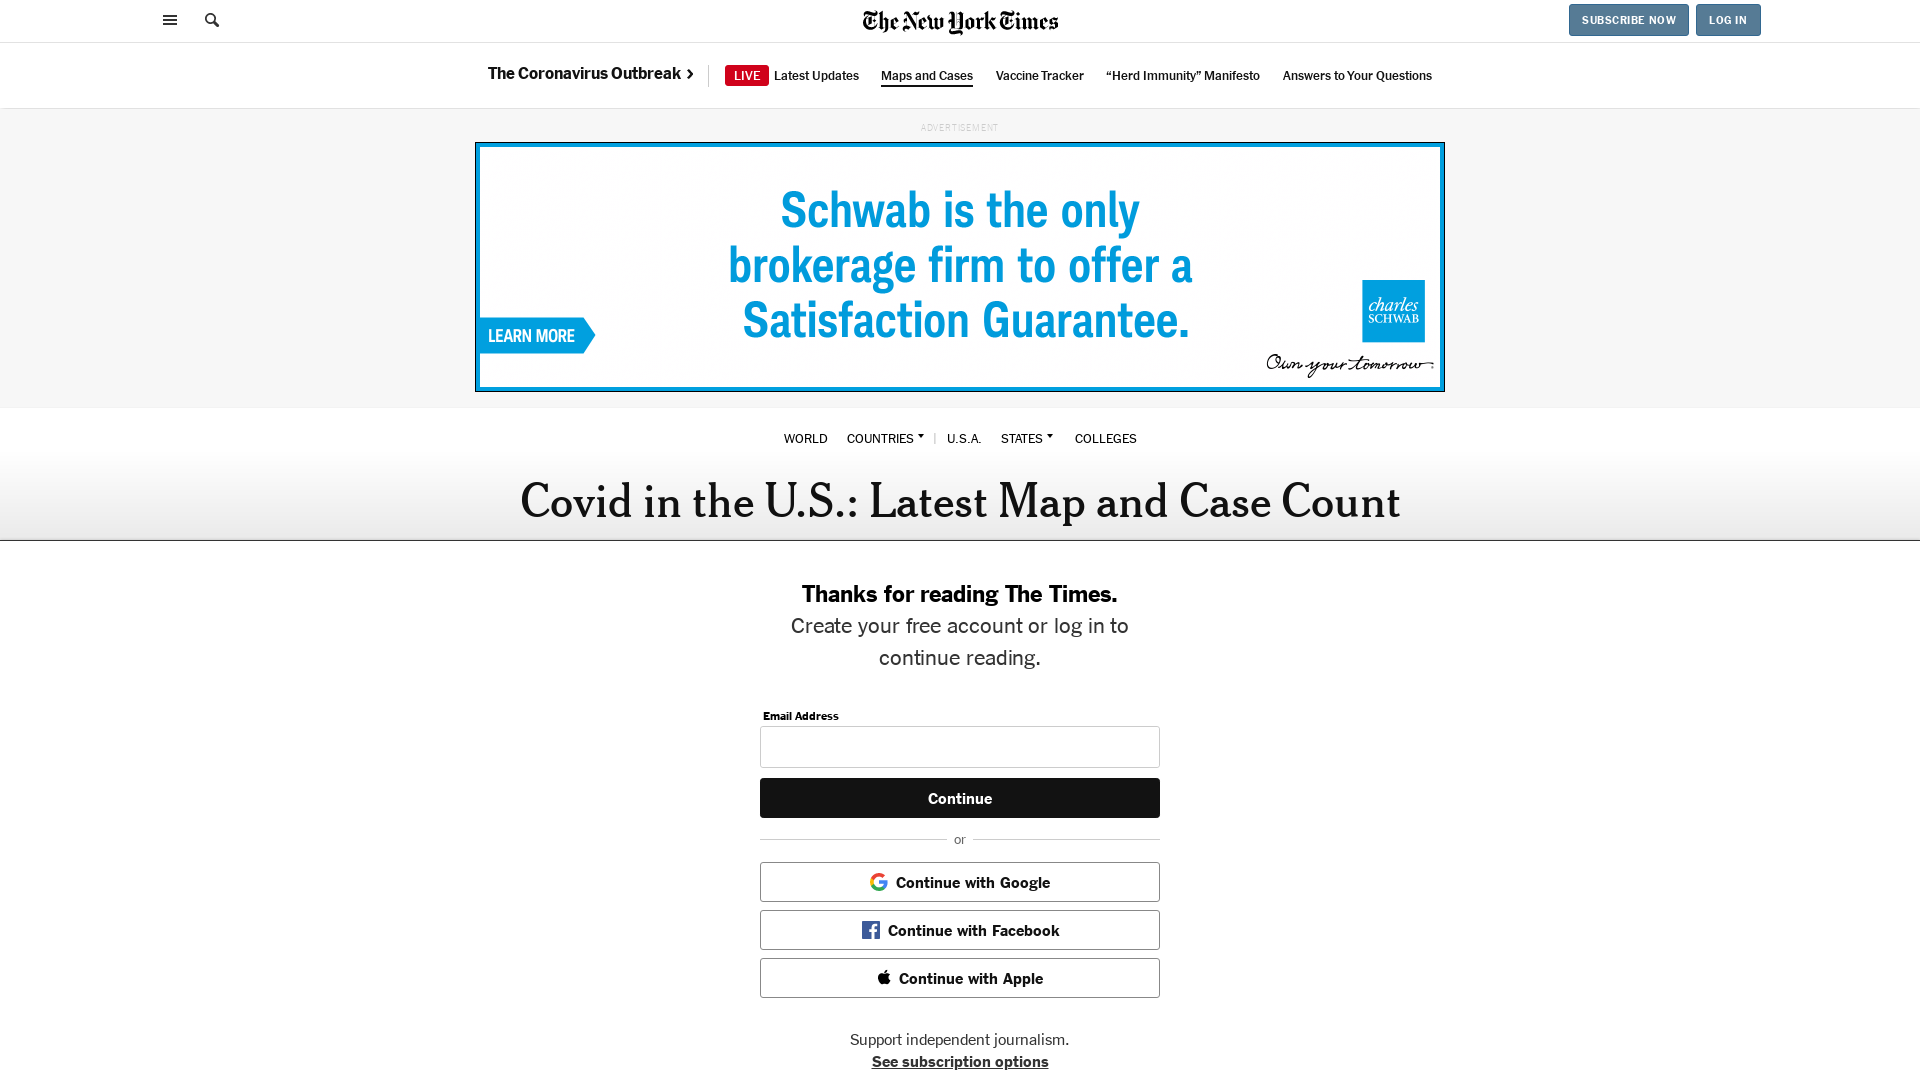 The New York Times
SUBSCRIBE NOW
LOG IN
The Coronavirus Outbreak
LIVE Latest Updates
Maps and Cases
Vaccine Tracker
“Herd Immunity” Manifesto
Answers to Your Questions
ADVERTISEMENT
Schwab is the only
brokerage firm to offer a
Satisfaction Guarantee.
LEARN MORE
charles
SCHWAB
Own your tomorrow.
WORLD
COUNTRIES
U.S.A.
STATES
COLLEGES
Covid in the U.S.: Latest Map and Case Count
Thanks for reading The Times.
Create your free account or log in to
continue reading.
Email Address
Continue
or
Continue with Google
Continue with Facebook
Continue with Apple
Support independent journalism.
See subscription options